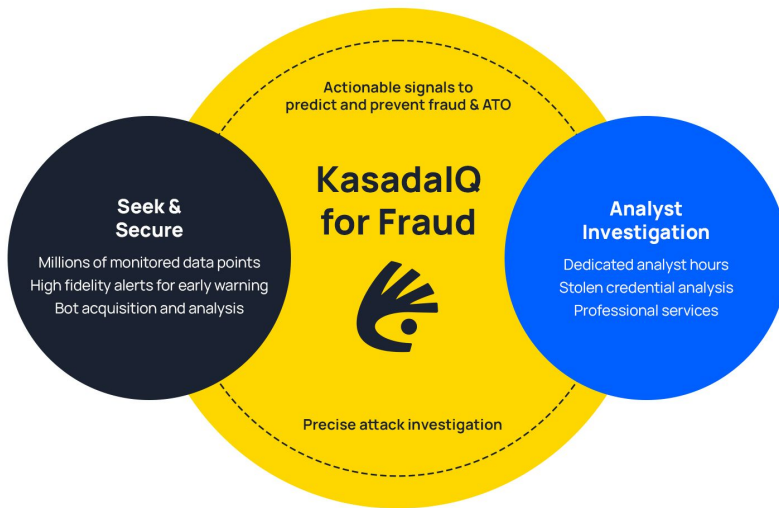 Actionable signals to
predict and prevent fraud & ATO
KasadaIQ
for Fraud
Seek &
Secure
Millions of monitored data points
High fidelity alerts for early warning
Bot acquisition and analysis
Analyst
Investigation
Dedicated analyst hours
Stolen credential analysis
Professional services
Precise attack investigation